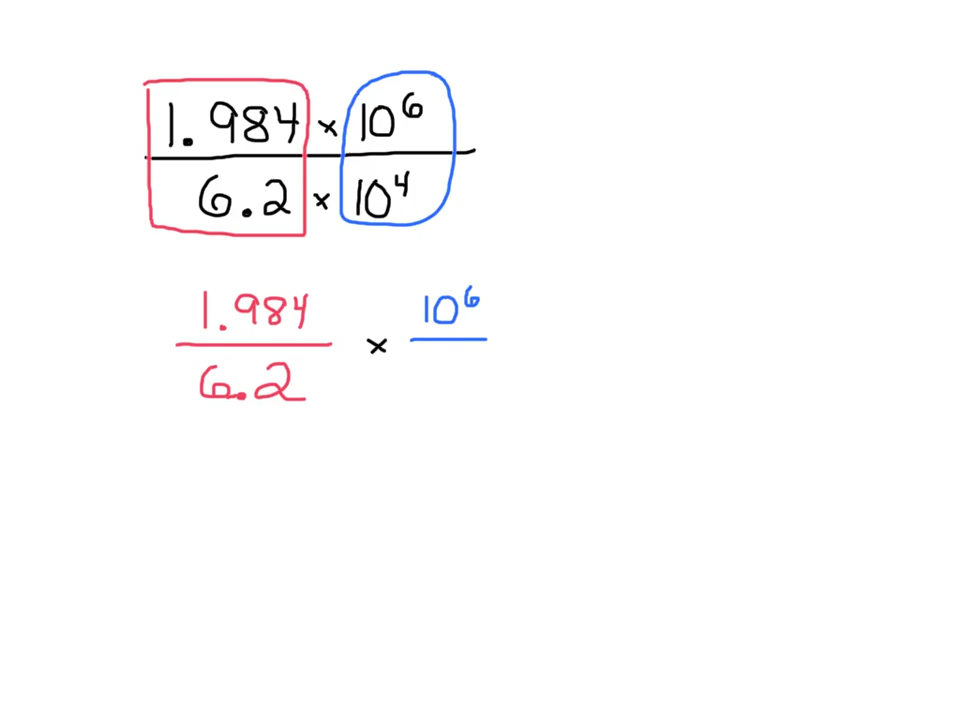 1.984 × 10⁶
6.2 × 10⁴
1.984 × 10⁶
6.2